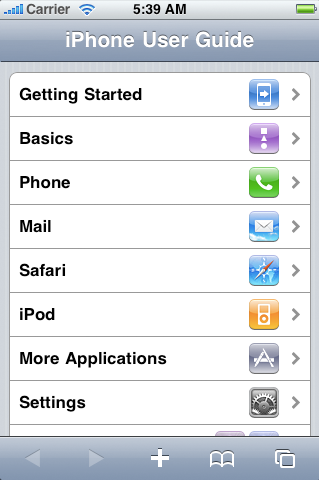 Carrier 5:39 AM
iPhone User Guide
Getting Started
Basics
Phone
Mail
Safari
iPod
More Applications
Settings